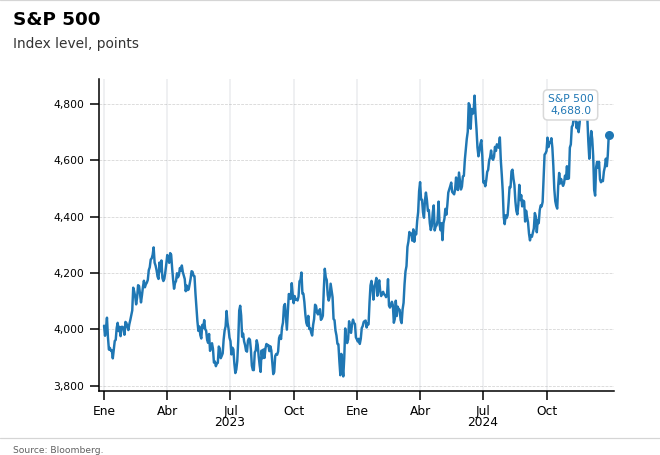 S&P 500
Index level, points
S&P 500
4,688.0
4,800
4,600
4,400
4,200
4,000
3,800
Ene Abr Jul Oct Ene Abr Jul Oct
2023 2024
Source: Bloomberg.